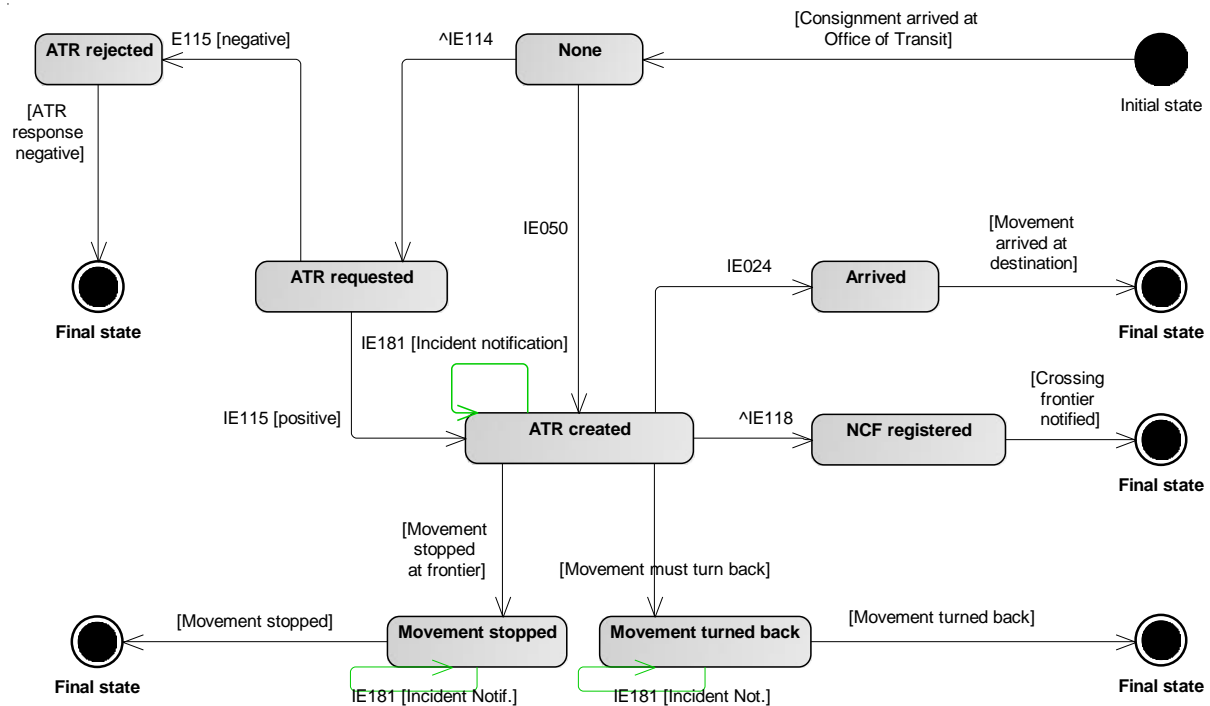 [Consignment arrived at
Office of Transit]
ATR rejected
E115 [negative]
^IE114
None
Initial state
[ATR
response
negative]
IE050
[Movement
arrived at
destination]
ATR requested
IE024
Arrived
Final state
Final state
IE181 [Incident notification]
[Crossing
frontier
notified]
IE115 [positive]
ATR created
^IE118
NCF registered
Final state
[Movement
stopped
at frontier]
[Movement must turn back]
[Movement stopped]
Movement stopped
Movement turned back
[Movement turned back]
Final state
IE181 [Incident Notif.]
IE181 [Incident Not.]
Final state